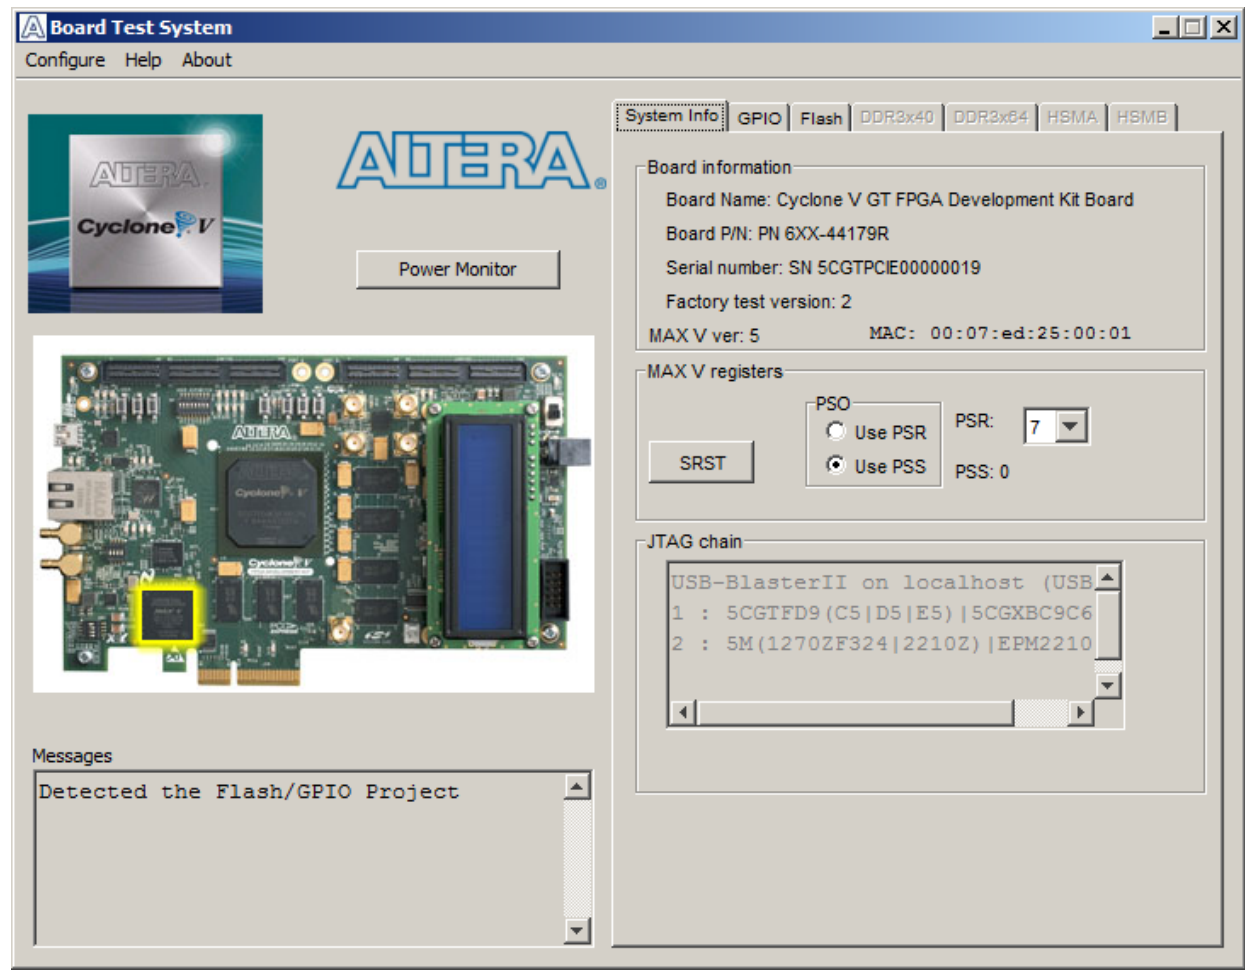 Board Test System
Configure Help About
ALTERA
Cyclone V
ALTERA
Power Monitor
ALTERA
Cyclone V
Cyclone V
Messages
Detected the Flash/GPIO Project
System Info GPIO Flash DDR3x40 DDR3x64 HSMA HSMB
Board information
Board Name: Cyclone V GT FPGA Development Kit Board
Board P/N: PN 6XX-44179R
Serial number: SN 5CGTPCIE00000019
Factory test version: 2
MAX V ver: 5 MAC: 00:07:ed:25:00:01
MAX V registers
SRST
PSO
Use PSR
Use PSS
PSR: 7
PSS: 0
JTAG chain
USB-BlasterII on localhost (USB
1 : 5CGTFD9(C5|D5|E5)|5CGXBC9C6
2 : 5M(1270ZF324|2210Z)|EPM2210